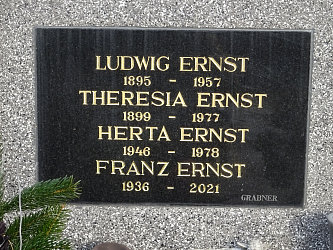 LUDWIG ERNST
1895 - 1957
THERESIA ERNST
1899 - 1977
HERTA ERNST
1946 - 1978
FRANZ ERNST
1936 - 2021
GRABNER